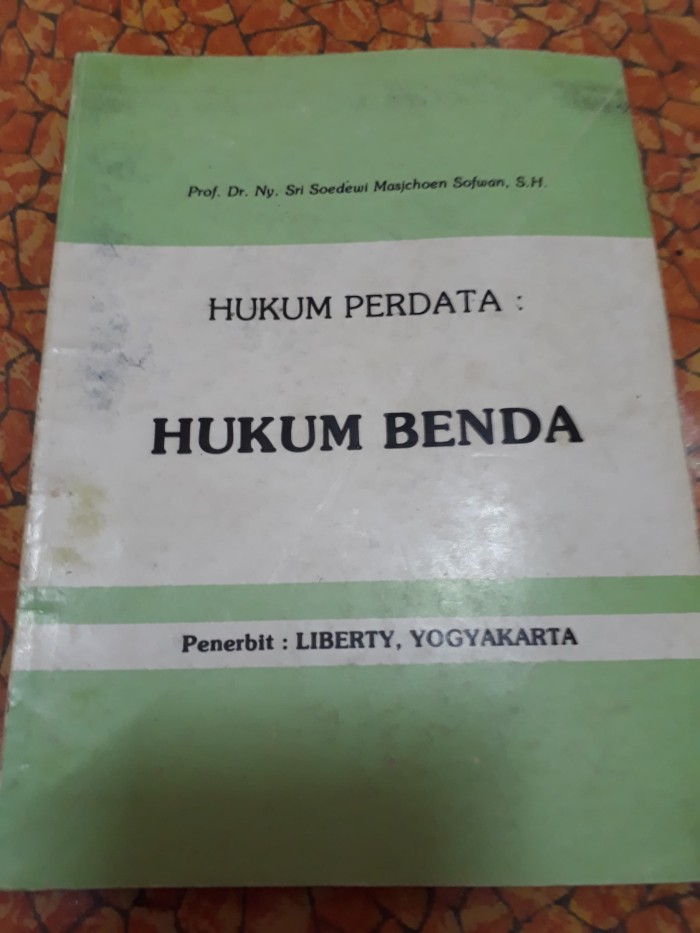 Prof. Dr. Ny. Sri Soedewi Masjchoen Sofwan, S.H.
HUKUM PERDATA :
HUKUM BENDA
Penerbit : LIBERTY, YOGYAKARTA